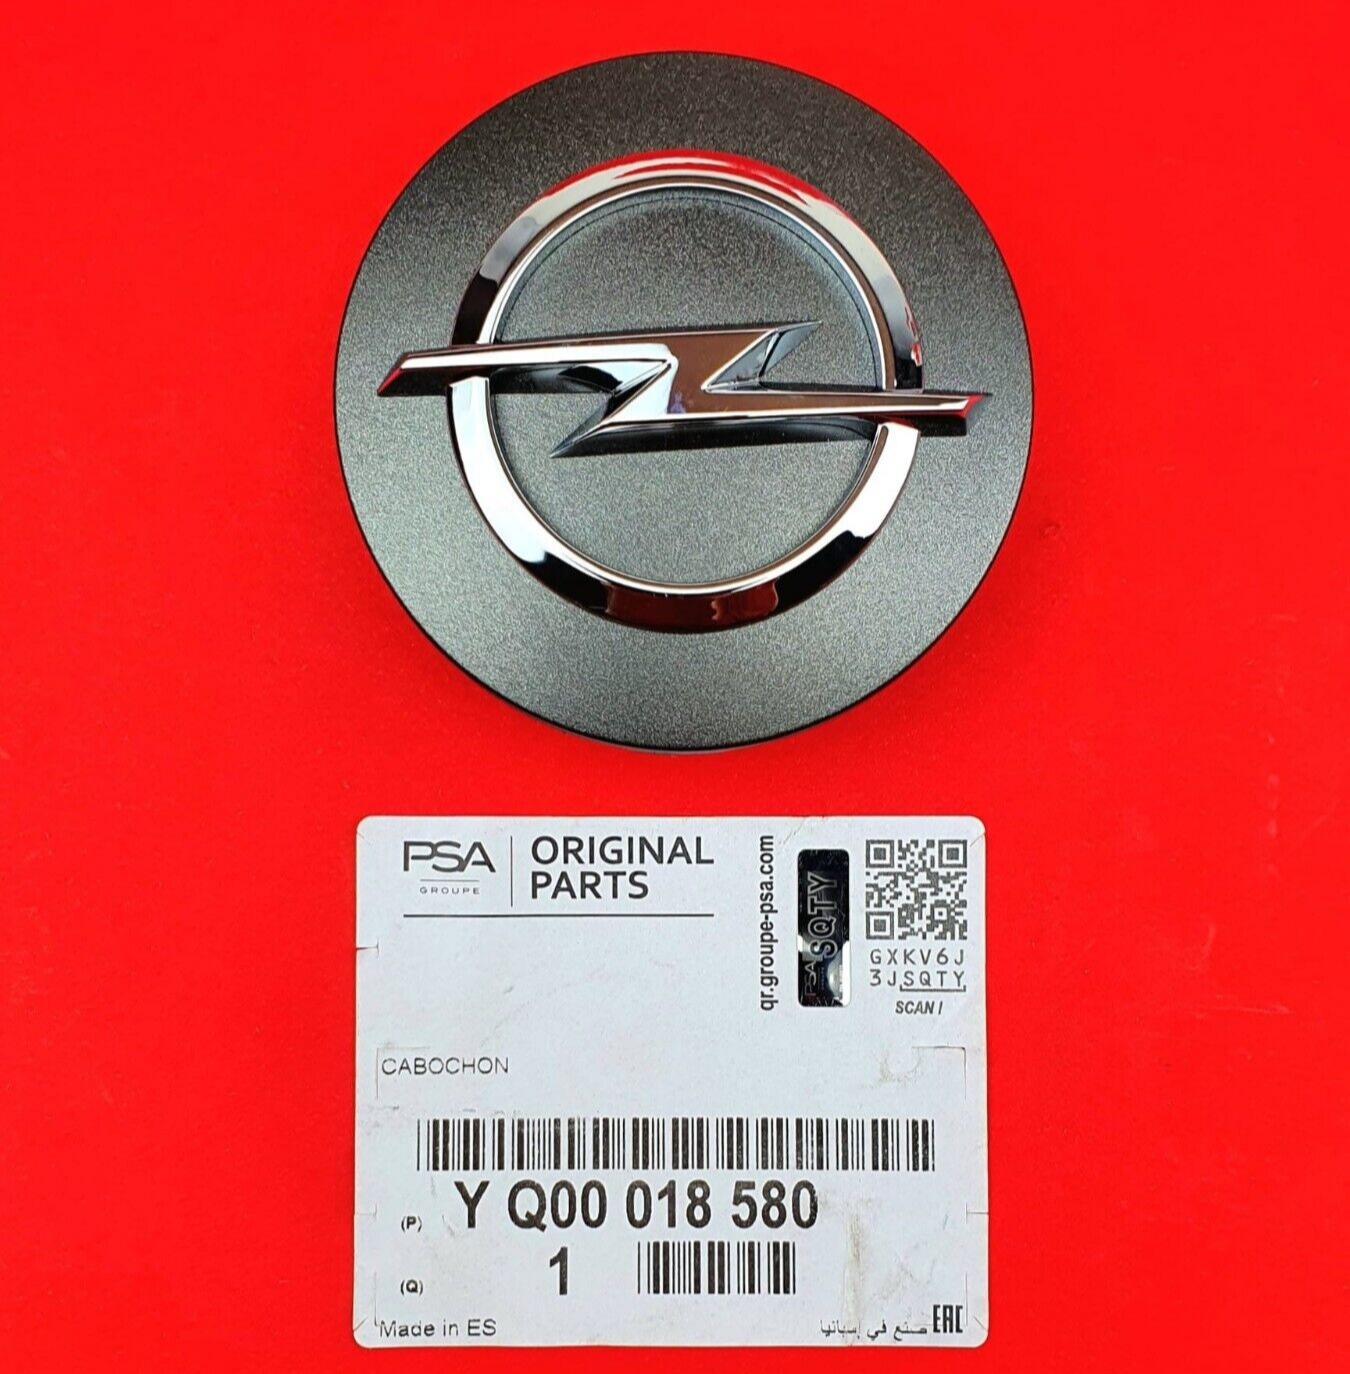 PSA
GROUPE
ORIGINAL
PARTS
qr.groupe-psa.com
PSA
SQTY
GXKV6J
3JSQTY
SCAN !
CABOCHON
(P) Y Q00 018 580
(Q) 1
Made in ES
صنع في إسبانيا
EAC